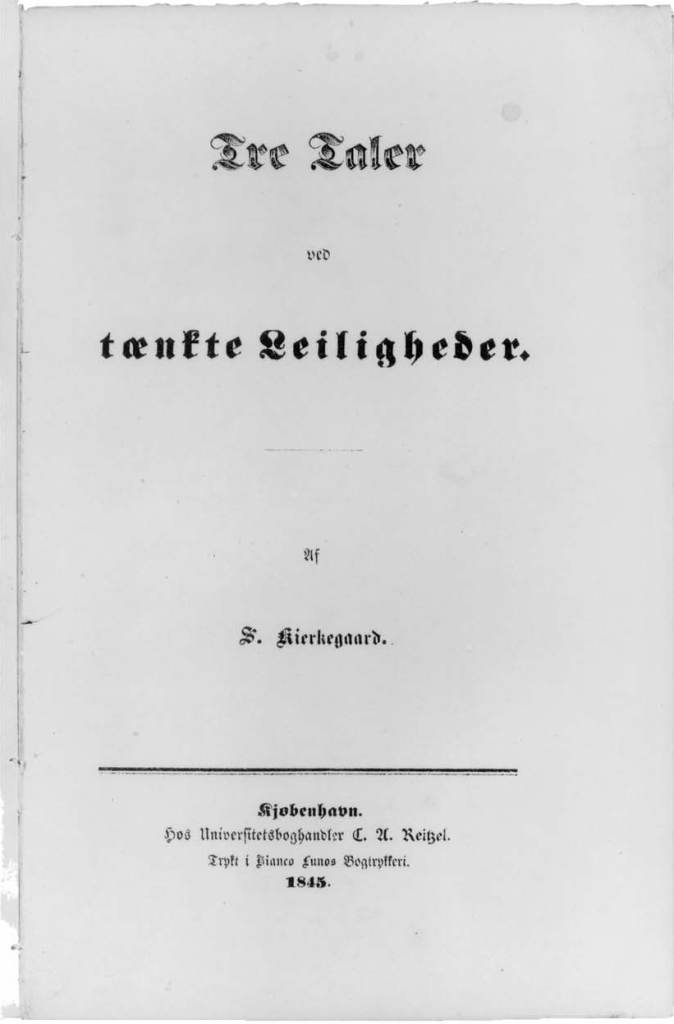 Tre Taler
ved
tænkte Leiligheder.
Af
S. Kierkegaard.
Kjøbenhavn.
Hos Universitetsboghandler C. A. Reitzel.
Trykt i Bianco Lunos Bogtrykkeri.
1845.